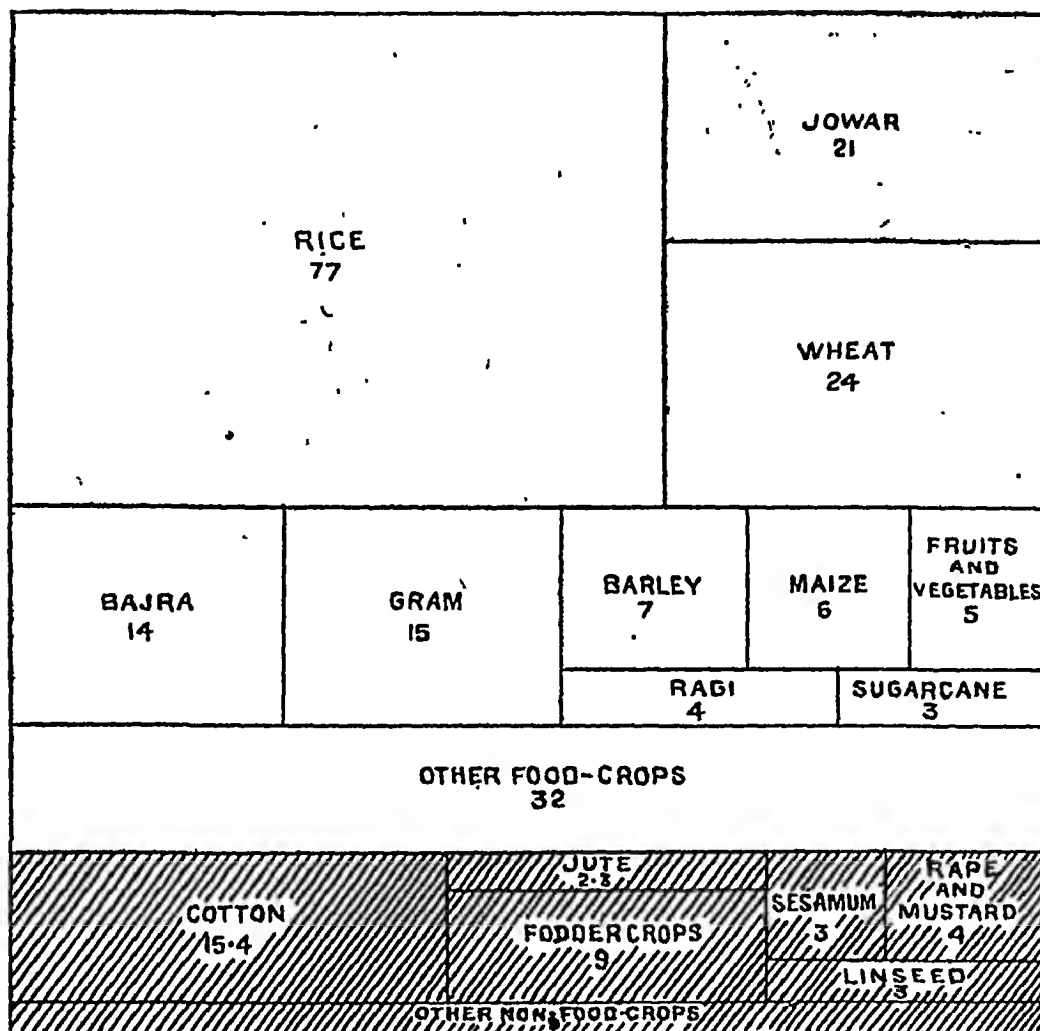 RICE
77
JOWAR
21
WHEAT
24
BAJRA
14
GRAM
15
BARLEY
7
MAIZE
6
FRUITS
AND
VEGETABLES
5
RAGI
4
SUGARCANE
3
OTHER FOOD-CROPS
32
COTTON
15·4
JUTE
2·3
FODDER CROPS
9
SESAMUM
3
RAPE
AND
MUSTARD
4
LINSEED
3
OTHER NON-FOOD-CROPS